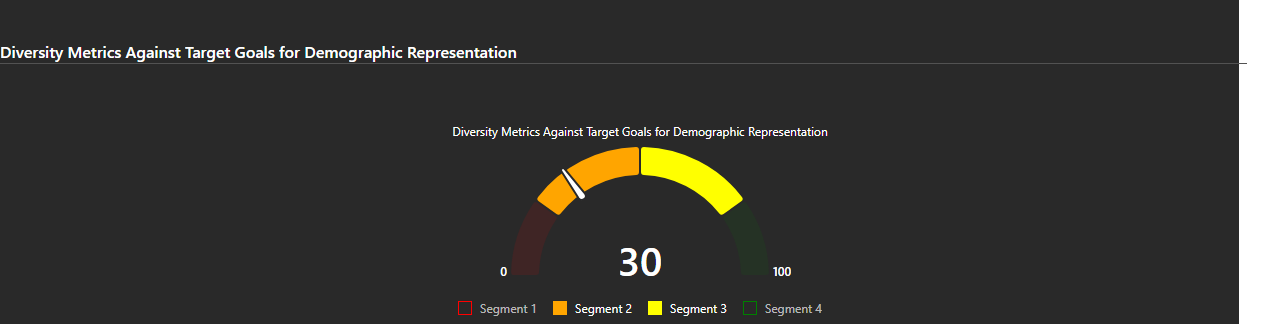 Diversity Metrics Against Target Goals for Demographic Representation
Diversity Metrics Against Target Goals for Demographic Representation
30
0 100
Segment 1 Segment 2 Segment 3 Segment 4